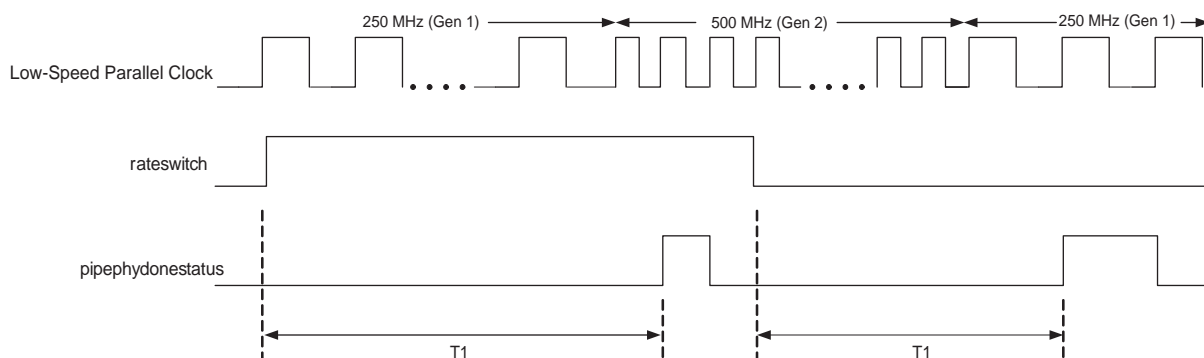 250 MHz (Gen 1)
500 MHz (Gen 2)
250 MHz (Gen 1)
Low-Speed Parallel Clock
rateswitch
pipephydonestatus
T1
T1